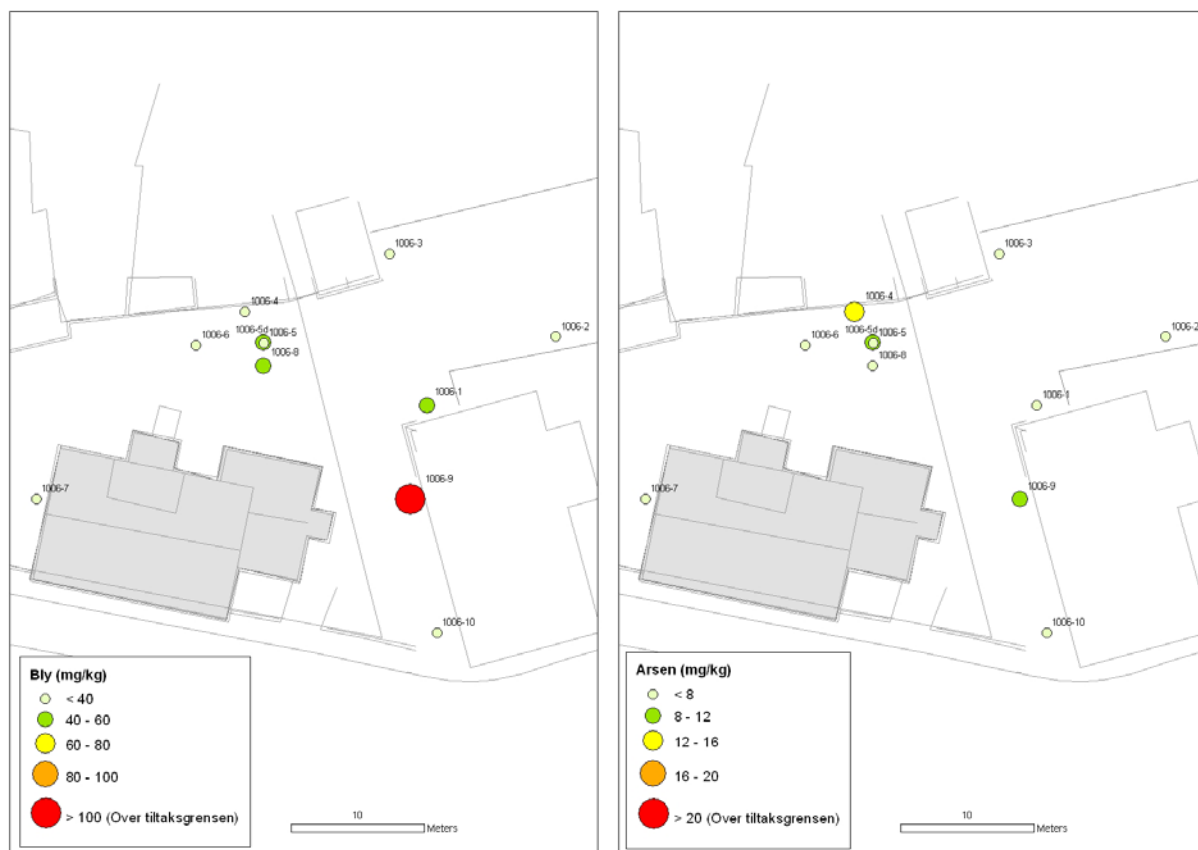 1006-3
1006-4
1006-2
1006-5d
1006-5
1006-6
1006-8
1006-1
1006-9
1006-7
1006-10
Bly (mg/kg)
< 40
40 - 60
60 - 80
80 - 100
> 100 (Over tiltaksgrensen)
10
Meters
1006-3
1006-4
1006-2
1006-5d
1006-5
1006-6
1006-8
1006-1
1006-9
1006-7
1006-10
Arsen (mg/kg)
< 8
8 - 12
12 - 16
16 - 20
> 20 (Over tiltaksgrensen)
10
Meters